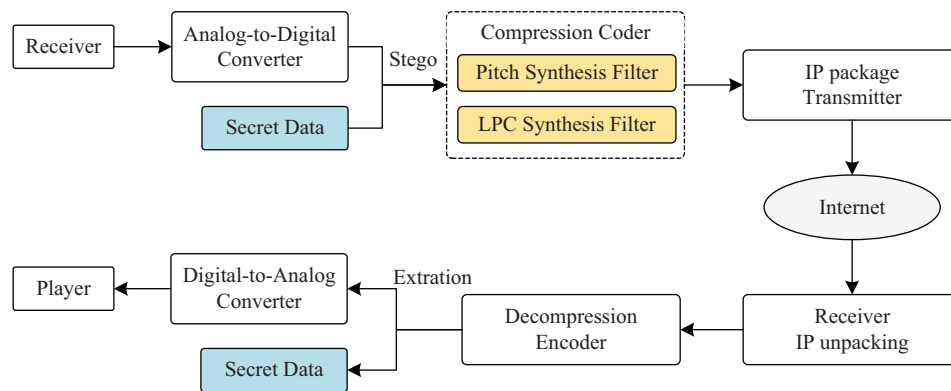 Receiver
Analog-to-Digital
Converter
Secret Data
Stego
Compression Coder
Pitch Synthesis Filter
LPC Synthesis Filter
IP package
Transmitter
Internet
Player
Digital-to-Analog
Converter
Secret Data
Extration
Decompression
Encoder
Receiver
IP unpacking